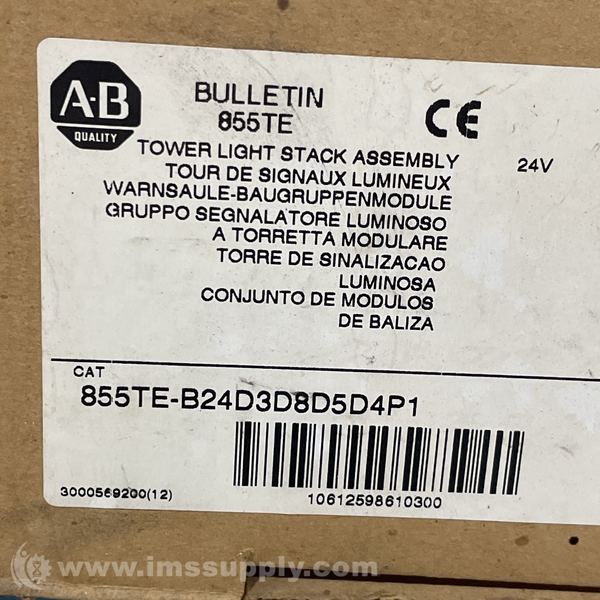 A-B
QUALITY
BULLETIN
855TE
TOWER LIGHT STACK ASSEMBLY
24V
TOUR DE SIGNAUX LUMINEUX
WARNSAULE-BAUGRUPPENMODULE
GRUPPO SEGNALATORE LUMINOSO
A TORRETTA MODULARE
TORRE DE SINALIZACAO
LUMINOSA
CONJUNTO DE MODULOS
DE BALIZA
CE
CAT
855TE-B24D3D8D5D4P1
3000569200(12)
10612598610300
www.imssupply.com